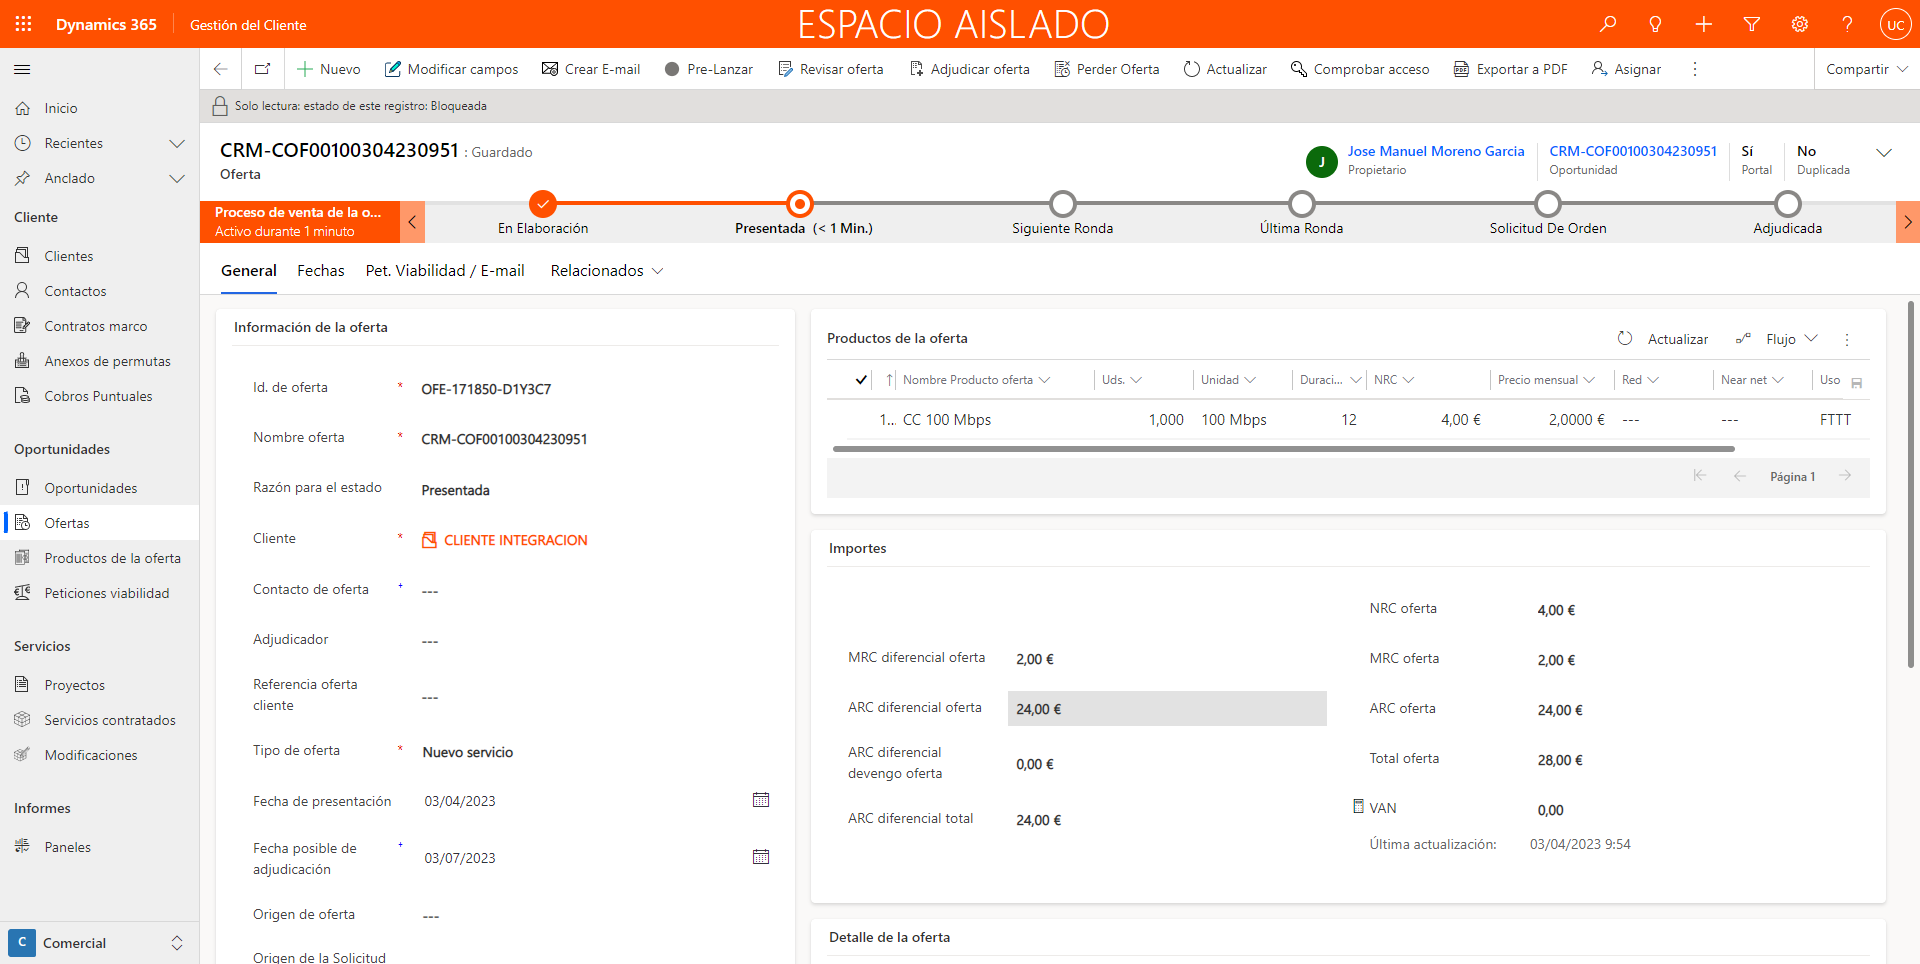 Dynamics 365
Gestión del Cliente
ESPACIO AISLADO
UC
Nuevo
Modificar campos
Crear E-mail
Pre-Lanzar
Revisar oferta
Adjudicar oferta
Perder Oferta
Actualizar
Comprobar acceso
Exportar a PDF
Asignar
Compartir
Solo lectura: estado de este registro: Bloqueada
Inicio
Recientes
Anclado
Cliente
Clientes
Contactos
Contratos marco
Anexos de permutas
Cobros Puntuales
Oportunidades
Oportunidades
Ofertas
Productos de la oferta
Peticiones viabilidad
Servicios
Proyectos
Servicios contratados
Modificaciones
Informes
Paneles
C Comercial
CRM-COF00100304230951 : Guardado
Oferta
J
Jose Manuel Moreno Garcia
Propietario
CRM-COF00100304230951
Oportunidad
Sí
Portal
No
Duplicada
Proceso de venta de la o...
Activo durante 1 minuto
En Elaboración
Presentada (< 1 Min.)
Siguiente Ronda
Última Ronda
Solicitud De Orden
Adjudicada
General
Fechas
Pet. Viabilidad / E-mail
Relacionados
Información de la oferta
Id. de oferta * OFE-171850-D1Y3C7
Nombre oferta * CRM-COF00100304230951
Razón para el estado Presentada
Cliente * CLIENTE INTEGRACION
Contacto de oferta + ---
Adjudicador ---
Referencia oferta
cliente ---
Tipo de oferta * Nuevo servicio
Fecha de presentación 03/04/2023
Fecha posible de
adjudicación + 03/07/2023
Origen de oferta ---
Origen de la Solicitud
Productos de la oferta
Actualizar
Flujo
Nombre Producto oferta Uds. Unidad Duraci... NRC Precio mensual Red Near net Uso
1... CC 100 Mbps 1,000 100 Mbps 12 4,00 € 2,0000 € --- --- FTTT
Página 1
Importes
MRC diferencial oferta 2,00 €
ARC diferencial oferta 24,00 €
ARC diferencial
devengo oferta 0,00 €
ARC diferencial total 24,00 €
NRC oferta 4,00 €
MRC oferta 2,00 €
ARC oferta 24,00 €
Total oferta 28,00 €
VAN 0,00
Última actualización: 03/04/2023 9:54
Detalle de la oferta